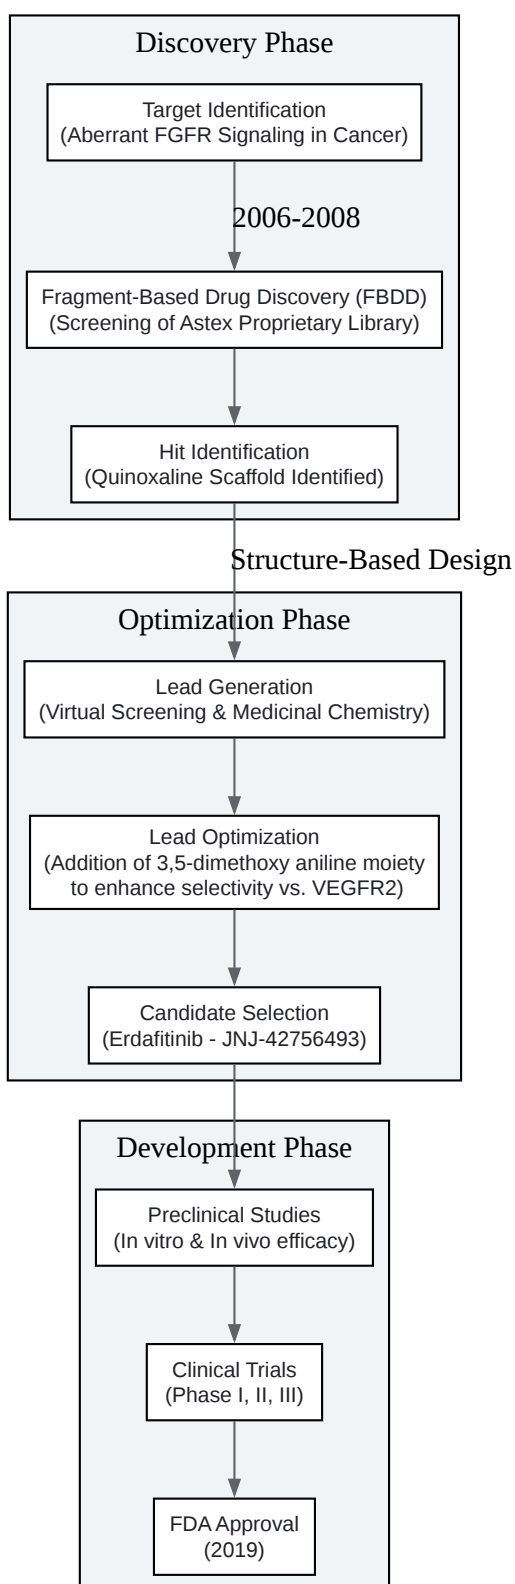 Discovery Phase
Target Identification
(Aberrant FGFR Signaling in Cancer)
2006-2008
Fragment-Based Drug Discovery (FBDD)
(Screening of Astex Proprietary Library)
Hit Identification
(Quinoxaline Scaffold Identified)
Structure-Based Design
Optimization Phase
Lead Generation
(Virtual Screening & Medicinal Chemistry)
Lead Optimization
(Addition of 3,5-dimethoxy aniline moiety
to enhance selectivity vs. VEGFR2)
Candidate Selection
(Erdafitinib - JNJ-42756493)
Development Phase
Preclinical Studies
(In vitro & In vivo efficacy)
Clinical Trials
(Phase I, II, III)
FDA Approval
(2019)